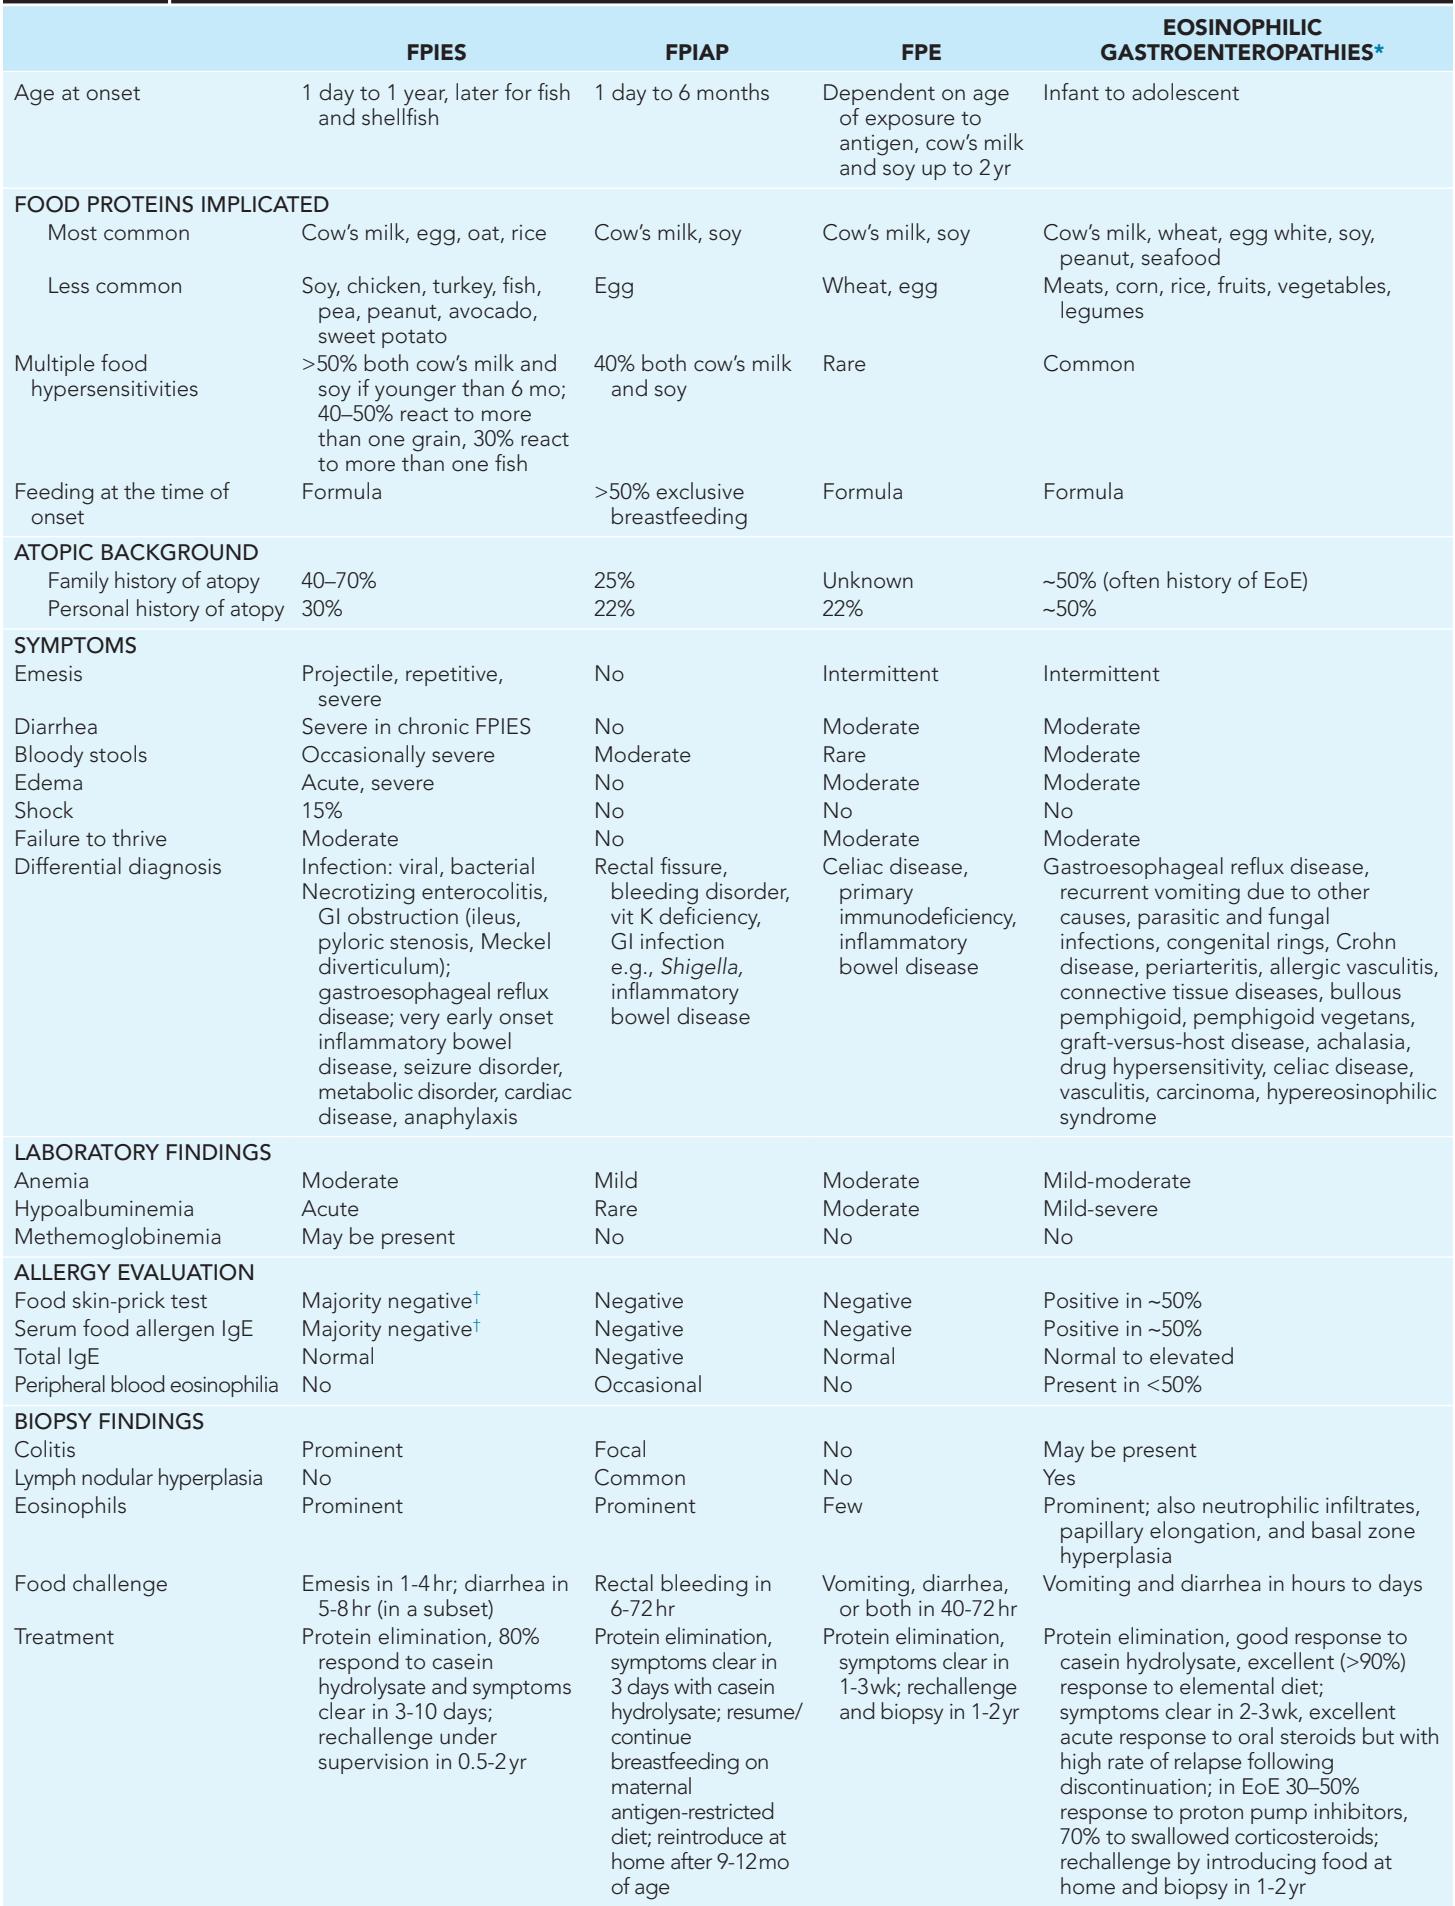 FPIES FPIAP FPE EOSINOPHILIC GASTROENTEROPATHIES*
Age at onset
1 day to 1 year, later for fish
and shellfish
1 day to 6 months
Dependent on age
of exposure to
antigen, cow’s milk
and soy up to 2 yr
Infant to adolescent
FOOD PROTEINS IMPLICATED
Most common
Cow’s milk, egg, oat, rice
Cow’s milk, soy
Cow’s milk, soy
Cow’s milk, wheat, egg white, soy,
peanut, seafood
Less common
Soy, chicken, turkey, fish,
pea, peanut, avocado,
sweet potato
Egg
Wheat, egg
Meats, corn, rice, fruits, vegetables,
legumes
Multiple food
hypersensitivities
>50% both cow’s milk and
soy if younger than 6 mo;
40–50% react to more
than one grain, 30% react
to more than one fish
40% both cow’s milk
and soy
Rare
Common
Feeding at the time of
onset
Formula
>50% exclusive
breastfeeding
Formula
Formula
ATOPIC BACKGROUND
Family history of atopy
40–70%
25%
Unknown
~50% (often history of EoE)
Personal history of atopy
30%
22%
22%
~50%
SYMPTOMS
Emesis
Projectile, repetitive,
severe
No
Intermittent
Intermittent
Diarrhea
Severe in chronic FPIES
No
Moderate
Moderate
Bloody stools
Occasionally severe
Moderate
Rare
Moderate
Edema
Acute, severe
No
Moderate
Moderate
Shock
15%
No
No
No
Failure to thrive
Moderate
No
Moderate
Moderate
Differential diagnosis
Infection: viral, bacterial
Necrotizing enterocolitis,
GI obstruction (ileus,
pyloric stenosis, Meckel
diverticulum);
gastroesophageal reflux
disease; very early onset
inflammatory bowel
disease, seizure disorder,
metabolic disorder, cardiac
disease, anaphylaxis
Rectal fissure,
bleeding disorder,
vit K deficiency,
GI infection
e.g., Shigella,
inflammatory
bowel disease
Celiac disease,
primary
immunodeficiency,
inflammatory
bowel disease
Gastroesophageal reflux disease,
recurrent vomiting due to other
causes, parasitic and fungal
infections, congenital rings, Crohn
disease, periarteritis, allergic vasculitis,
connective tissue diseases, bullous
pemphigoid, pemphigoid vegetans,
graft-versus-host disease, achalasia,
drug hypersensitivity, celiac disease,
vasculitis, carcinoma, hypereosinophilic
syndrome
LABORATORY FINDINGS
Anemia
Moderate
Mild
Moderate
Mild-moderate
Hypoalbuminemia
Acute
Rare
Moderate
Mild-severe
Methemoglobinemia
May be present
No
No
No
ALLERGY EVALUATION
Food skin-prick test
Majority negative†
Negative
Negative
Positive in ~50%
Serum food allergen IgE
Majority negative†
Negative
Negative
Positive in ~50%
Total IgE
Normal
Negative
Normal
Normal to elevated
Peripheral blood eosinophilia
No
Occasional
No
Present in <50%
BIOPSY FINDINGS
Colitis
Prominent
Focal
No
May be present
Lymph nodular hyperplasia
No
Common
No
Yes
Eosinophils
Prominent
Prominent
Few
Prominent; also neutrophilic infiltrates,
papillary elongation, and basal zone
hyperplasia
Food challenge
Emesis in 1-4 hr; diarrhea in
5-8 hr (in a subset)
Rectal bleeding in
6-72 hr
Vomiting, diarrhea,
or both in 40-72 hr
Vomiting and diarrhea in hours to days
Treatment
Protein elimination, 80%
respond to casein
hydrolysate and symptoms
clear in 3-10 days;
rechallenge under
supervision in 0.5-2 yr
Protein elimination,
symptoms clear in
3 days with casein
hydrolysate; resume/
continue
breastfeeding on
maternal
antigen-restricted
diet; reintroduce at
home after 9-12 mo
of age
Protein elimination,
symptoms clear in
1-3 wk; rechallenge
and biopsy in 1-2 yr
Protein elimination, good response to
casein hydrolysate, excellent (>90%)
response to elemental diet;
symptoms clear in 2-3 wk, excellent
acute response to oral steroids but with
high rate of relapse following
discontinuation; in EoE 30–50%
response to proton pump inhibitors,
70% to swallowed corticosteroids;
rechallenge by introducing food at
home and biopsy in 1-2 yr